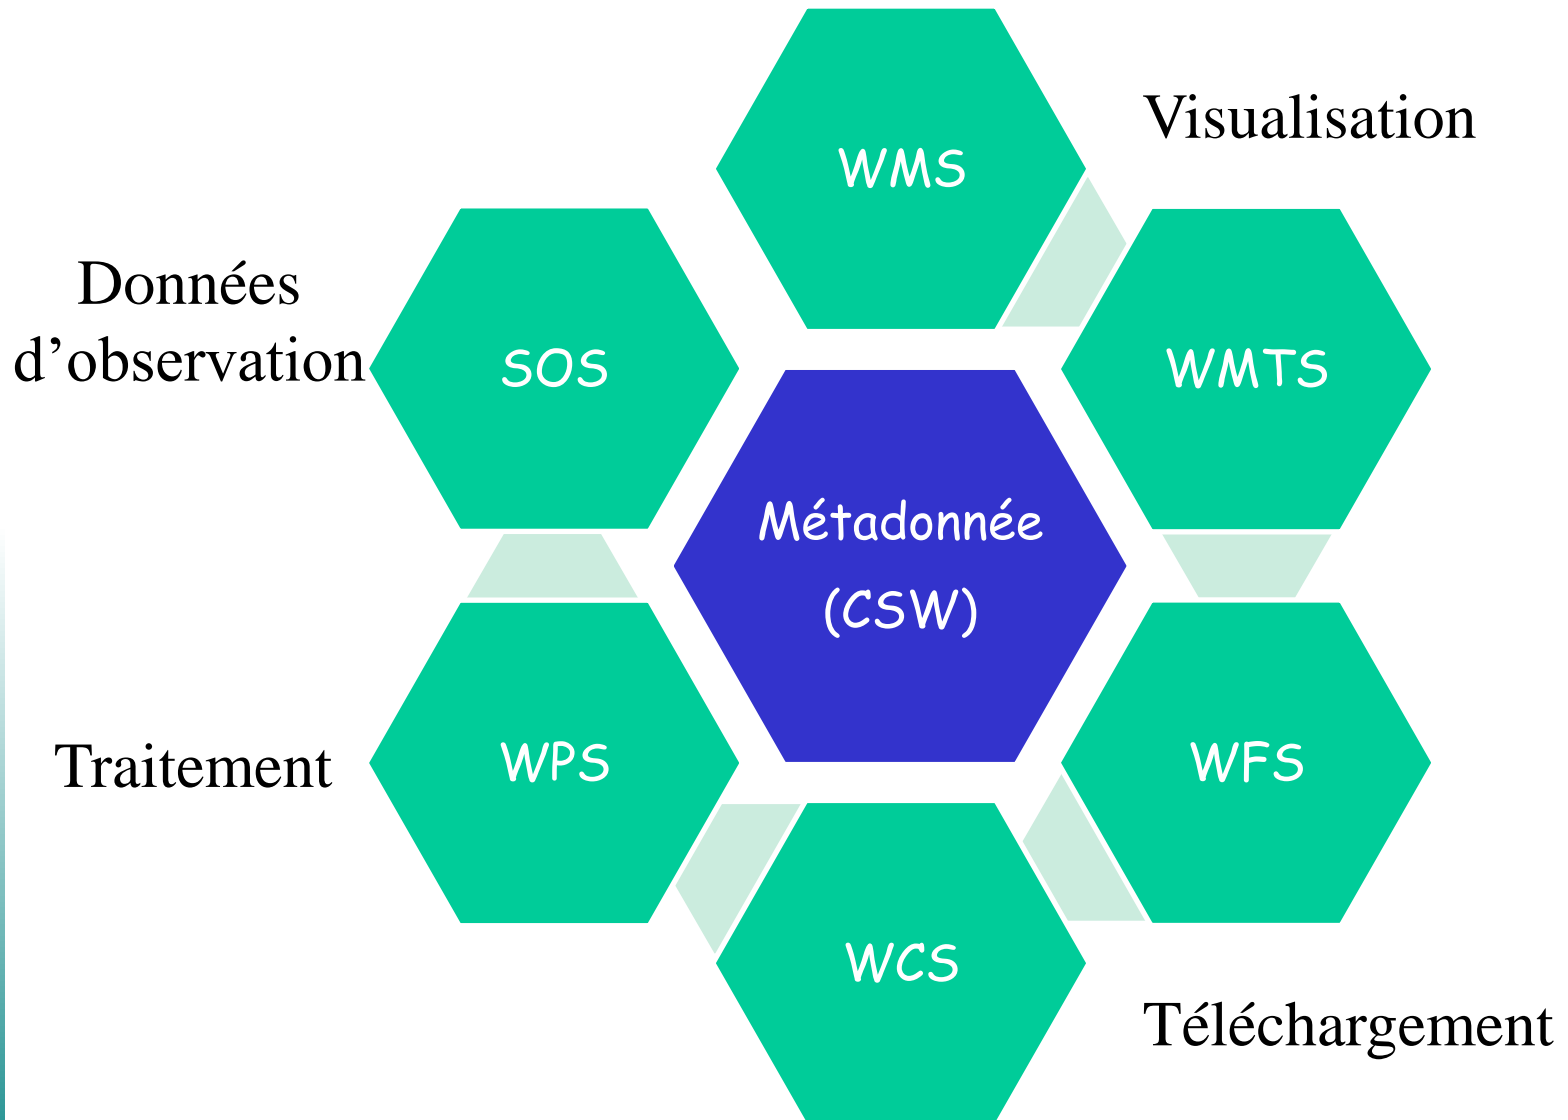 WMS
Visualisation
Données
d’observation
SOS
WMTS
Métadonnée
(CSW)
Traitement
WPS
WFS
WCS
Téléchargement